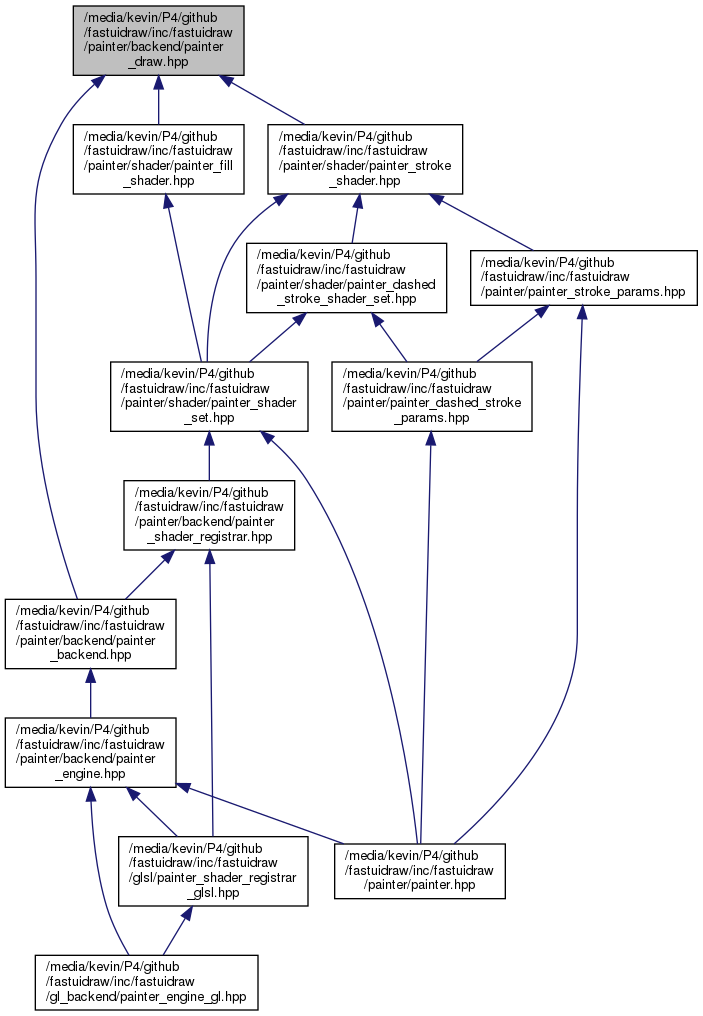 /media/kevin/P4/github
/fastuidraw/inc/fastuidraw
/painter/backend/painter
_draw.hpp
/media/kevin/P4/github
/fastuidraw/inc/fastuidraw
/painter/shader/painter_fill
_shader.hpp
/media/kevin/P4/github
/fastuidraw/inc/fastuidraw
/painter/shader/painter_stroke
_shader.hpp
/media/kevin/P4/github
/fastuidraw/inc/fastuidraw
/painter/shader/painter_dashed
_stroke_shader_set.hpp
/media/kevin/P4/github
/fastuidraw/inc/fastuidraw
/painter/painter_stroke_params.hpp
/media/kevin/P4/github
/fastuidraw/inc/fastuidraw
/painter/shader/painter_shader
_set.hpp
/media/kevin/P4/github
/fastuidraw/inc/fastuidraw
/painter/painter_dashed_stroke
_params.hpp
/media/kevin/P4/github
/fastuidraw/inc/fastuidraw
/painter/backend/painter
_shader_registrar.hpp
/media/kevin/P4/github
/fastuidraw/inc/fastuidraw
/painter/backend/painter
_backend.hpp
/media/kevin/P4/github
/fastuidraw/inc/fastuidraw
/painter/backend/painter
_engine.hpp
/media/kevin/P4/github
/fastuidraw/inc/fastuidraw
/glsl/painter_shader_registrar
_glsl.hpp
/media/kevin/P4/github
/fastuidraw/inc/fastuidraw
/painter/painter.hpp
/media/kevin/P4/github
/fastuidraw/inc/fastuidraw
/gl_backend/painter_engine_gl.hpp